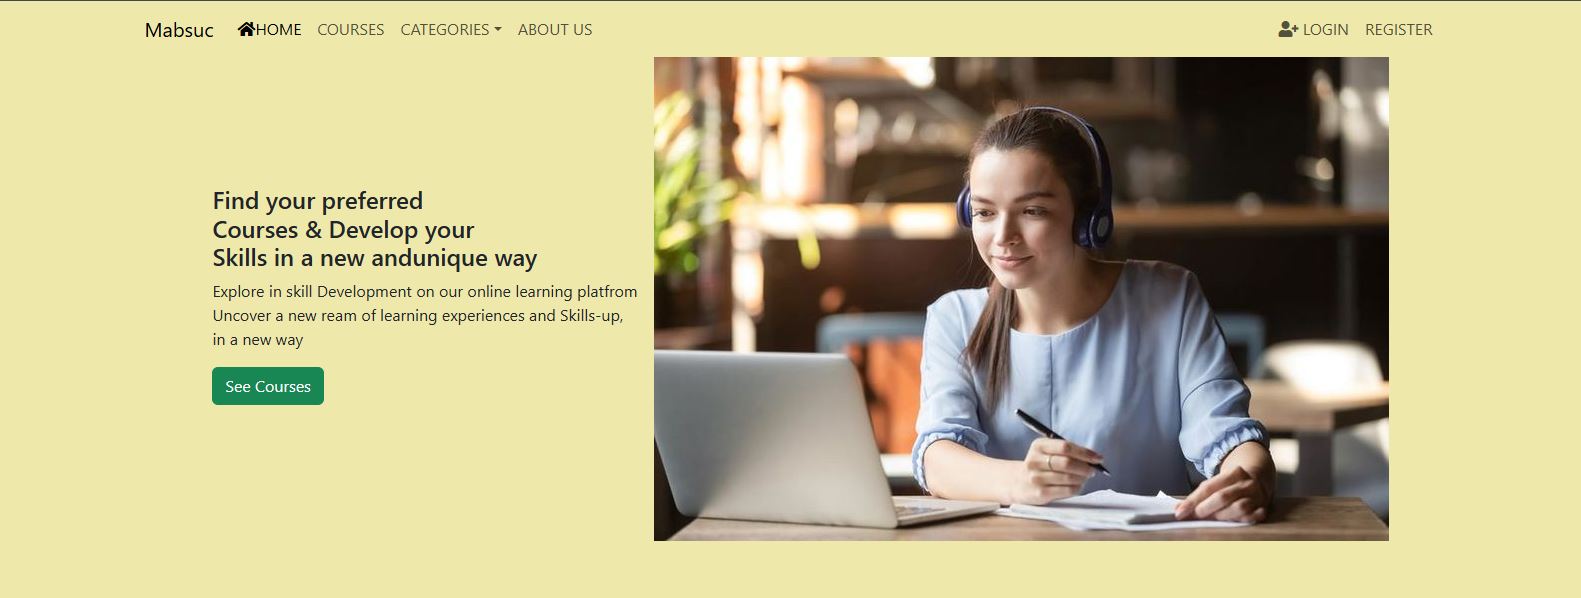 Mabsuc HOME COURSES CATEGORIES ABOUT US LOGIN REGISTER
Find your preferred
Courses & Develop your
Skills in a new andunique way
Explore in skill Development on our online learning platfrom
Uncover a new ream of learning experiences and Skills-up,
in a new way
See Courses